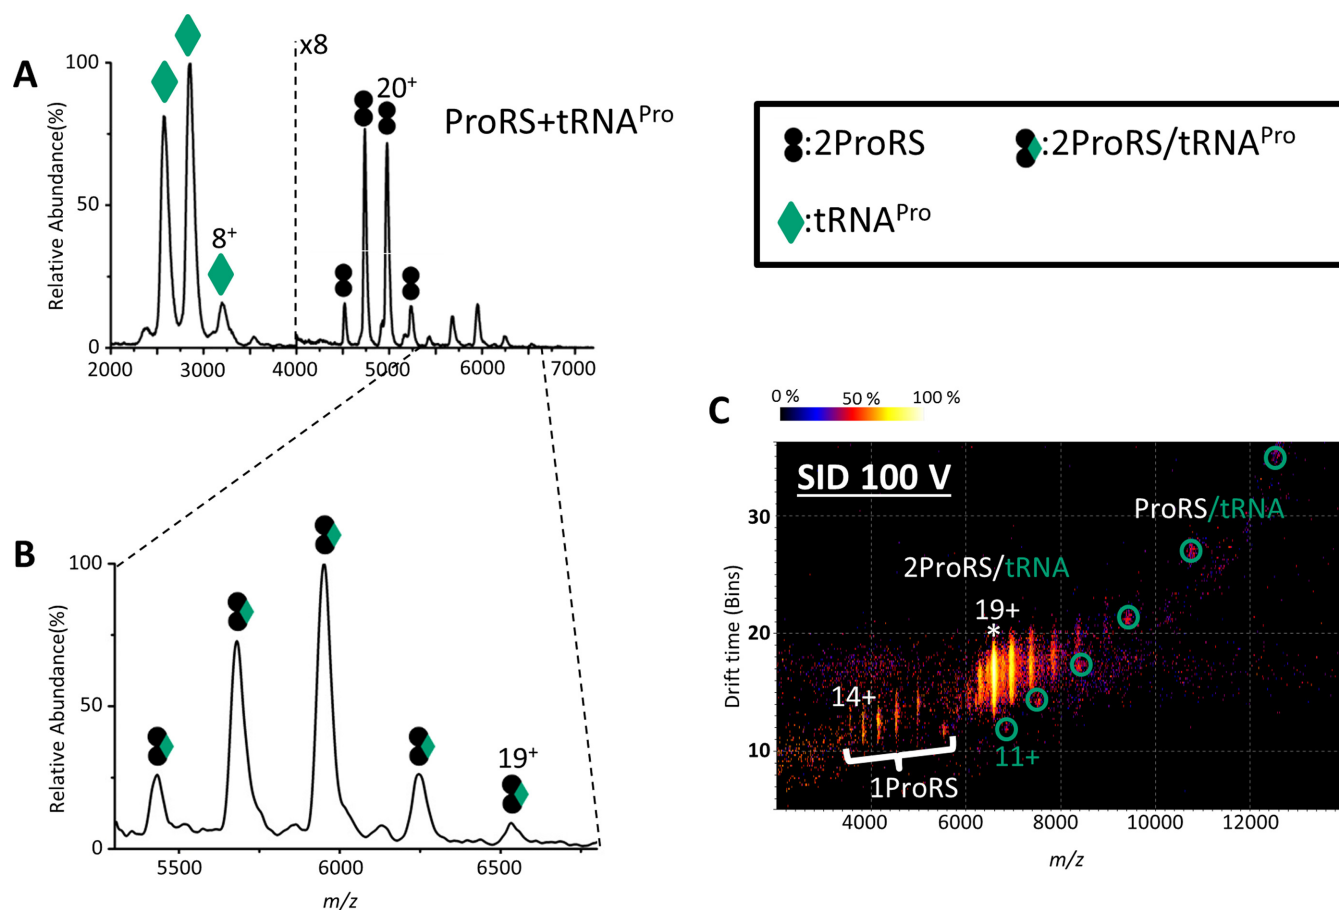 A
Relative Abundance(%)
100
50
0
x8
20⁺
8⁺
ProRS+tRNAᴾʳᵒ
2000 3000 4000 5000 6000 7000
:2ProRS
:2ProRS/tRNAᴾʳᵒ
:tRNAᴾʳᵒ
B
Relative Abundance(%)
100
50
0
19⁺
5500 6000 6500
m/z
C
0 % 50 % 100 %
SID 100 V
Drift time (Bins)
30
20
10
ProRS/tRNA
2ProRS/tRNA
19+
*
14+
11+
1ProRS
4000 6000 8000 10000 12000
m/z